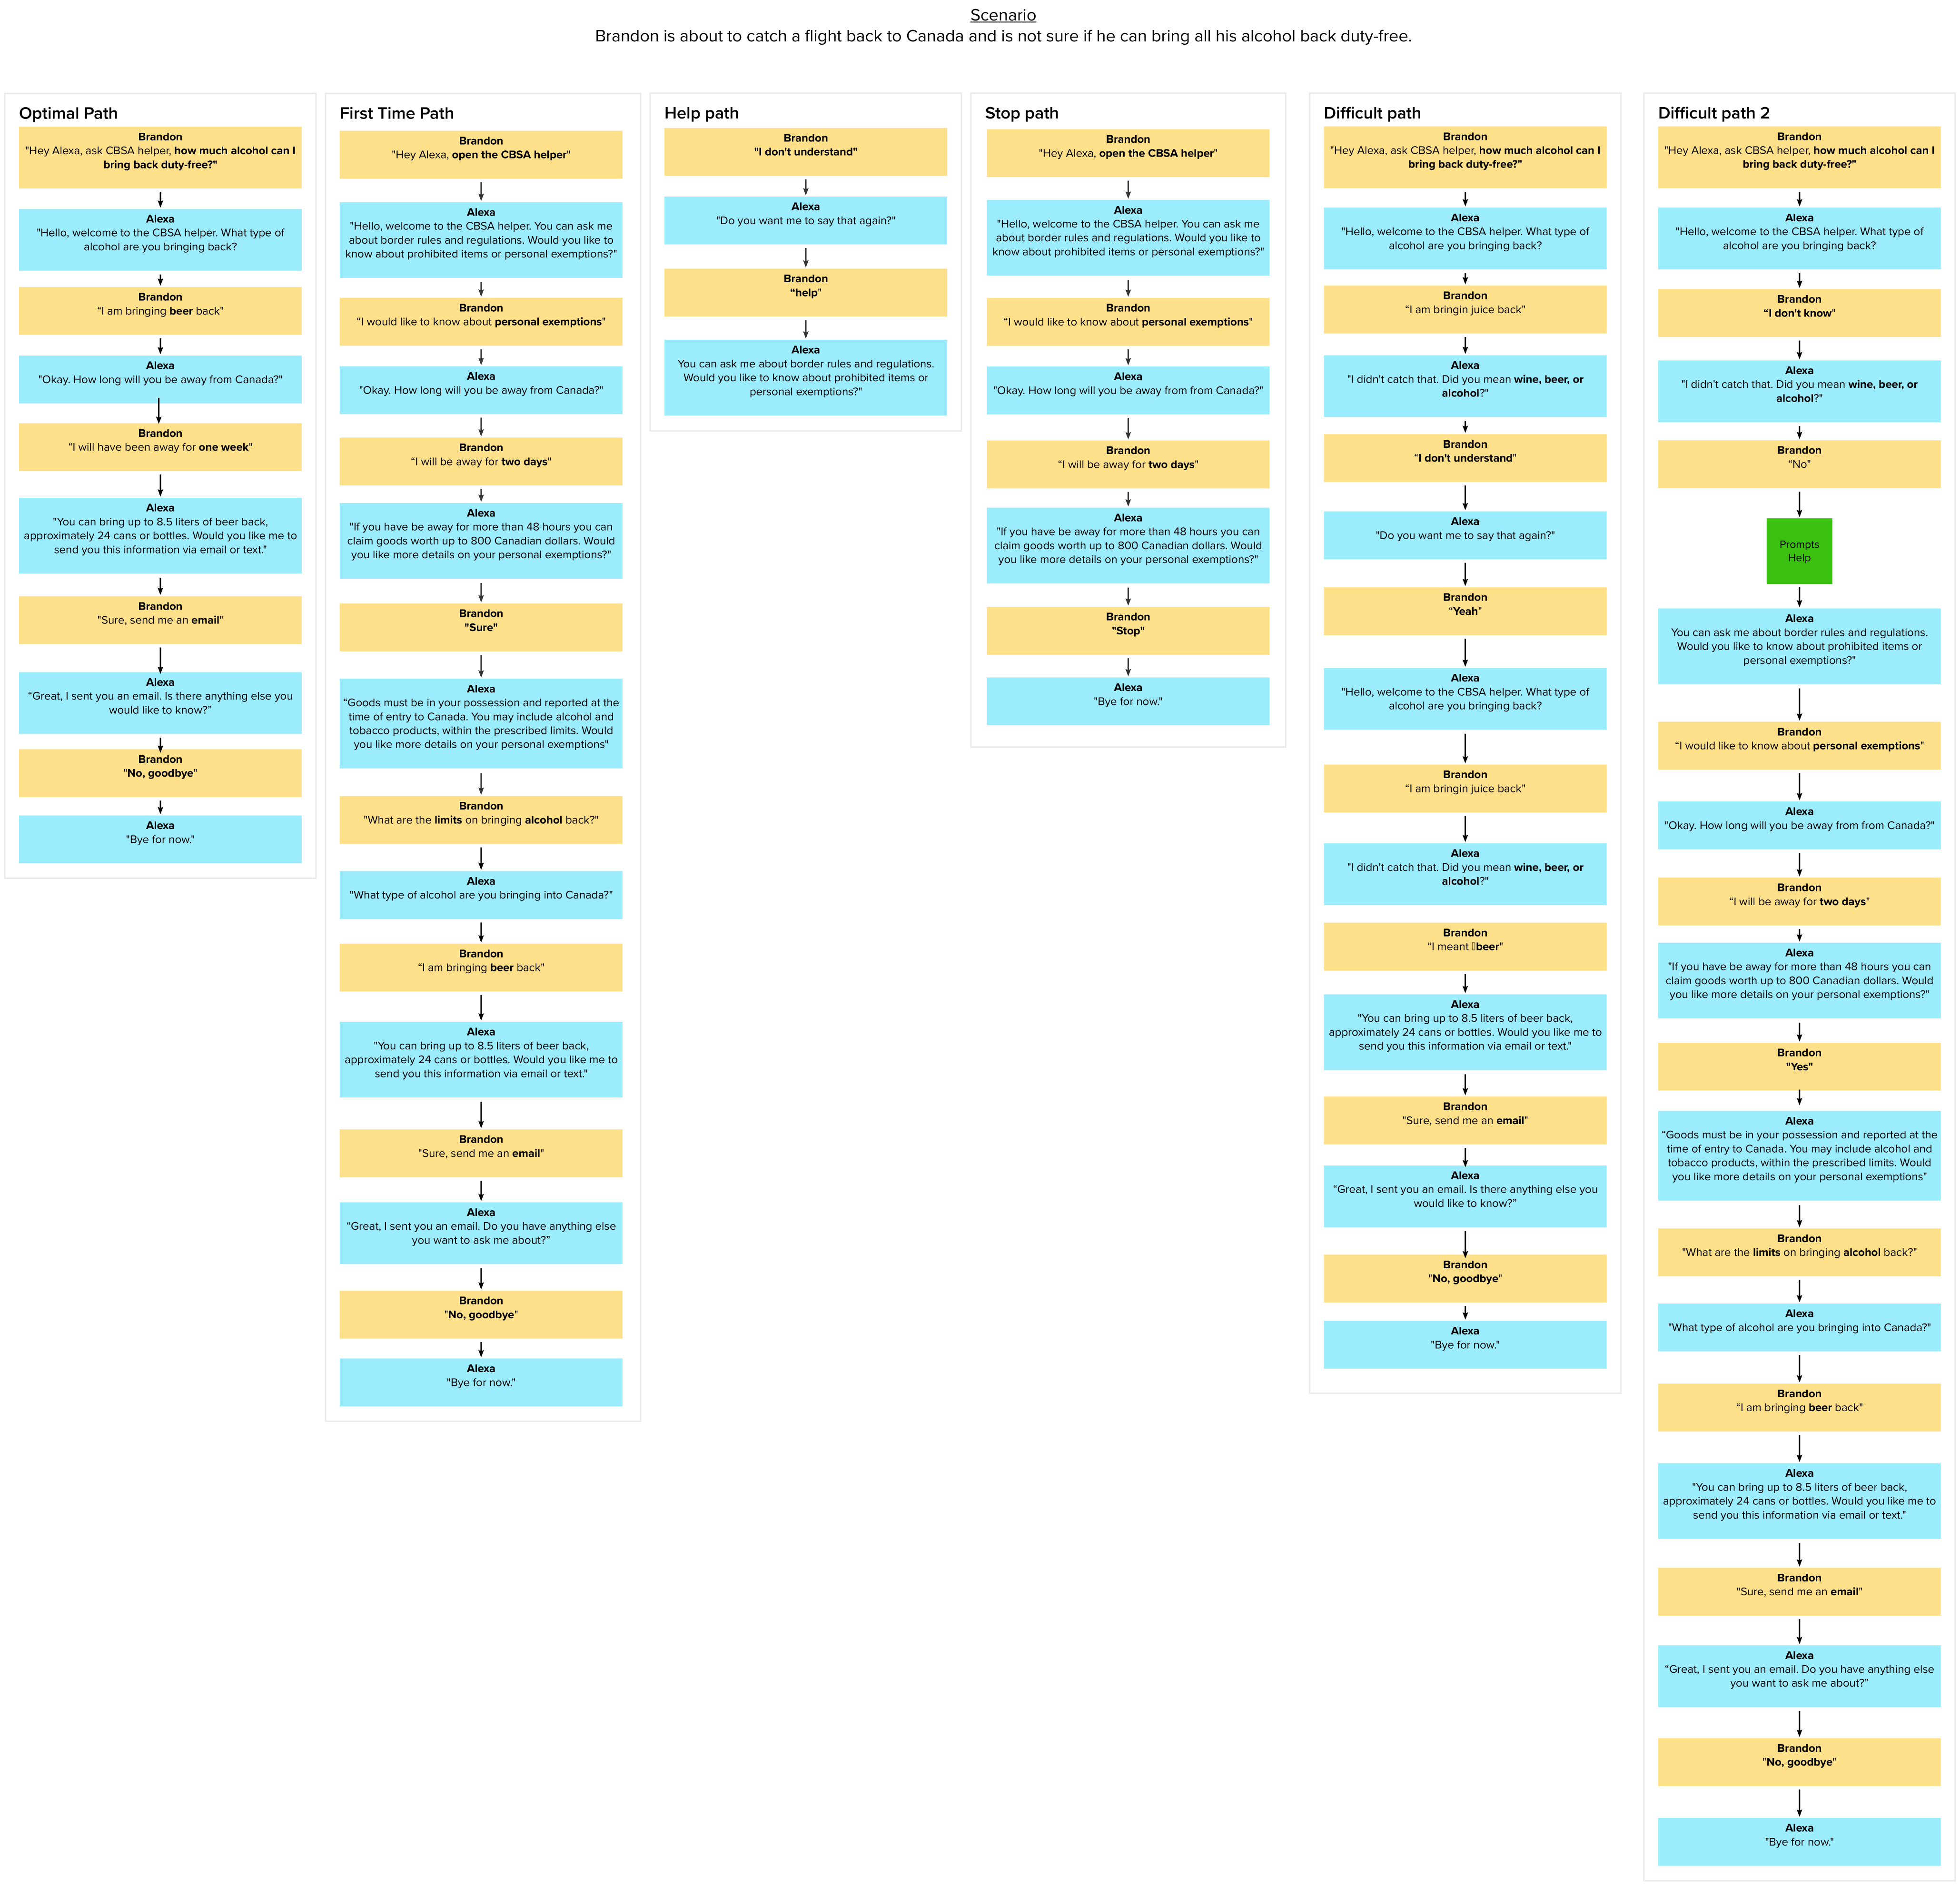 Scenario
Brandon is about to catch a flight back to Canada and is not sure if he can bring all his alcohol back duty-free.
Optimal Path
Brandon
"Hey Alexa, ask CBSA helper, how much alcohol can I
bring back duty-free?"
Alexa
"Hello, welcome to the CBSA helper. What type of
alcohol are you bringing back?
Brandon
“I am bringing beer back"
Alexa
"Okay. How long will you be away from Canada?"
Brandon
“I will have been away for one week"
Alexa
"You can bring up to 8.5 liters of beer back,
approximately 24 cans or bottles. Would you like me to
send you this information via email or text."
Brandon
"Sure, send me an email"
Alexa
“Great, I sent you an email. Is there anything else you
would like to know?”
Brandon
"No, goodbye"
Alexa
"Bye for now."
First Time Path
Brandon
"Hey Alexa, open the CBSA helper"
Alexa
"Hello, welcome to the CBSA helper. You can ask me
about border rules and regulations. Would you like to
know about prohibited items or personal exemptions?"
Brandon
“I would like to know about personal exemptions"
Alexa
"Okay. How long will you be away from Canada?"
Brandon
“I will be away for two days"
Alexa
"If you have be away for more than 48 hours you can
claim goods worth up to 800 Canadian dollars. Would
you like more details on your personal exemptions?"
Brandon
"Sure"
Alexa
“Goods must be in your possession and reported at the
time of entry to Canada. You may include alcohol and
tobacco products, within the prescribed limits. Would
you like more details on your personal exemptions"
Brandon
"What are the limits on bringing alcohol back?"
Alexa
"What type of alcohol are you bringing into Canada?"
Brandon
“I am bringing beer back"
Alexa
"You can bring up to 8.5 liters of beer back,
approximately 24 cans or bottles. Would you like me to
send you this information via email or text."
Brandon
"Sure, send me an email"
Alexa
“Great, I sent you an email. Do you have anything else
you want to ask me about?”
Brandon
"No, goodbye"
Alexa
"Bye for now."
Help path
Brandon
"I don't understand"
Alexa
"Do you want me to say that again?"
Brandon
“help"
Alexa
You can ask me about border rules and regulations.
Would you like to know about prohibited items or
personal exemptions?"
Stop path
Brandon
"Hey Alexa, open the CBSA helper"
Alexa
"Hello, welcome to the CBSA helper. You can ask me
about border rules and regulations. Would you like to
know about prohibited items or personal exemptions?"
Brandon
“I would like to know about personal exemptions"
Alexa
"Okay. How long will you be away from from Canada?"
Brandon
“I will be away for two days"
Alexa
"If you have be away for more than 48 hours you can
claim goods worth up to 800 Canadian dollars. Would
you like more details on your personal exemptions?"
Brandon
"Stop"
Alexa
"Bye for now."
Difficult path
Brandon
"Hey Alexa, ask CBSA helper, how much alcohol can I
bring back duty-free?"
Alexa
"Hello, welcome to the CBSA helper. What type of
alcohol are you bringing back?
Brandon
“I am bringin juice back"
Alexa
"I didn't catch that. Did you mean wine, beer, or
alcohol?"
Brandon
“I don't understand"
Alexa
"Do you want me to say that again?"
Brandon
“Yeah"
Alexa
"Hello, welcome to the CBSA helper. What type of
alcohol are you bringing back?
Brandon
“I am bringin juice back"
Alexa
"I didn't catch that. Did you mean wine, beer, or
alcohol?"
Brandon
“I meant beer"
Alexa
"You can bring up to 8.5 liters of beer back,
approximately 24 cans or bottles. Would you like me to
send you this information via email or text."
Brandon
"Sure, send me an email"
Alexa
“Great, I sent you an email. Is there anything else you
would like to know?”
Brandon
"No, goodbye"
Alexa
"Bye for now."
Difficult path 2
Brandon
"Hey Alexa, ask CBSA helper, how much alcohol can I
bring back duty-free?"
Alexa
"Hello, welcome to the CBSA helper. What type of
alcohol are you bringing back?
Brandon
“I don't know"
Alexa
"I didn't catch that. Did you mean wine, beer, or
alcohol?"
Brandon
“No"
Prompts
Help
Alexa
You can ask me about border rules and regulations.
Would you like to know about prohibited items or
personal exemptions?"
Brandon
“I would like to know about personal exemptions"
Alexa
"Okay. How long will you be away from from Canada?"
Brandon
“I will be away for two days"
Alexa
"If you have be away for more than 48 hours you can
claim goods worth up to 800 Canadian dollars. Would
you like more details on your personal exemptions?"
Brandon
"Yes"
Alexa
“Goods must be in your possession and reported at the
time of entry to Canada. You may include alcohol and
tobacco products, within the prescribed limits. Would
you like more details on your personal exemptions"
Brandon
"What are the limits on bringing alcohol back?"
Alexa
"What type of alcohol are you bringing into Canada?"
Brandon
“I am bringing beer back"
Alexa
"You can bring up to 8.5 liters of beer back,
approximately 24 cans or bottles. Would you like me to
send you this information via email or text."
Brandon
"Sure, send me an email"
Alexa
“Great, I sent you an email. Do you have anything else
you want to ask me about?”
Brandon
"No, goodbye"
Alexa
"Bye for now."